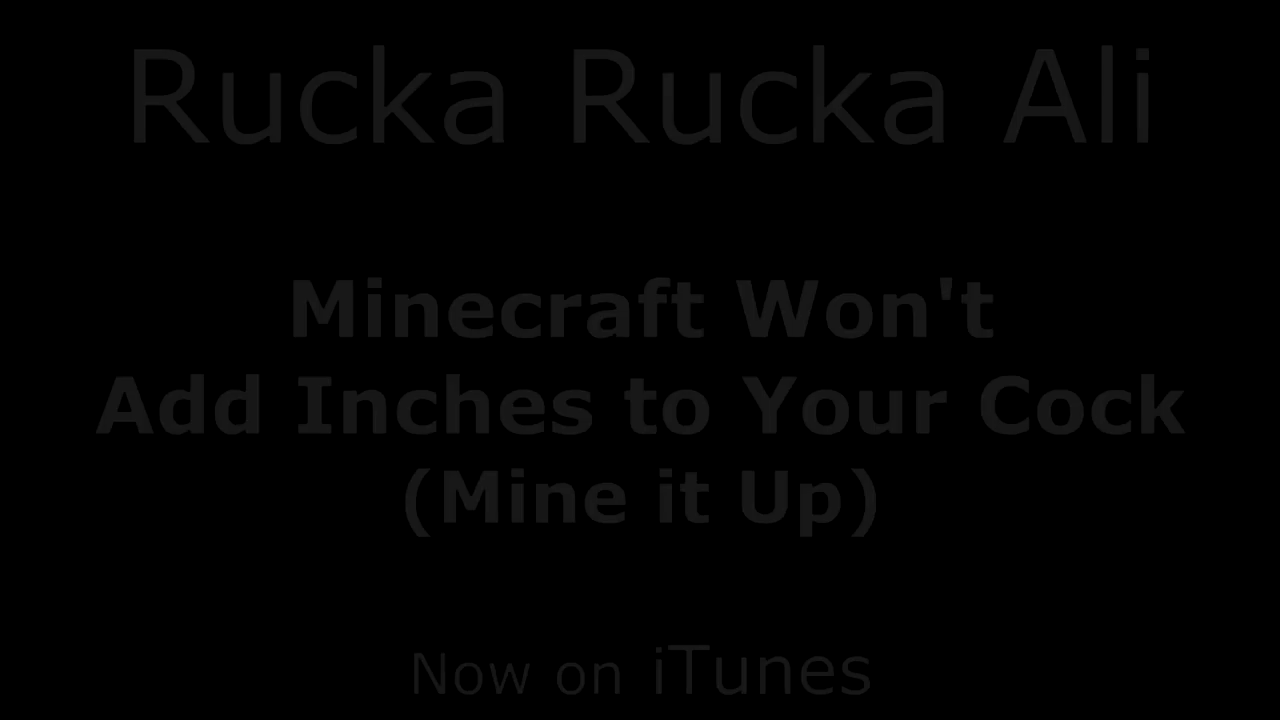 Rucka Rucka Ali
Minecraft Won't
Add Inches to Your Cock
(Mine it Up)
Now on iTunes